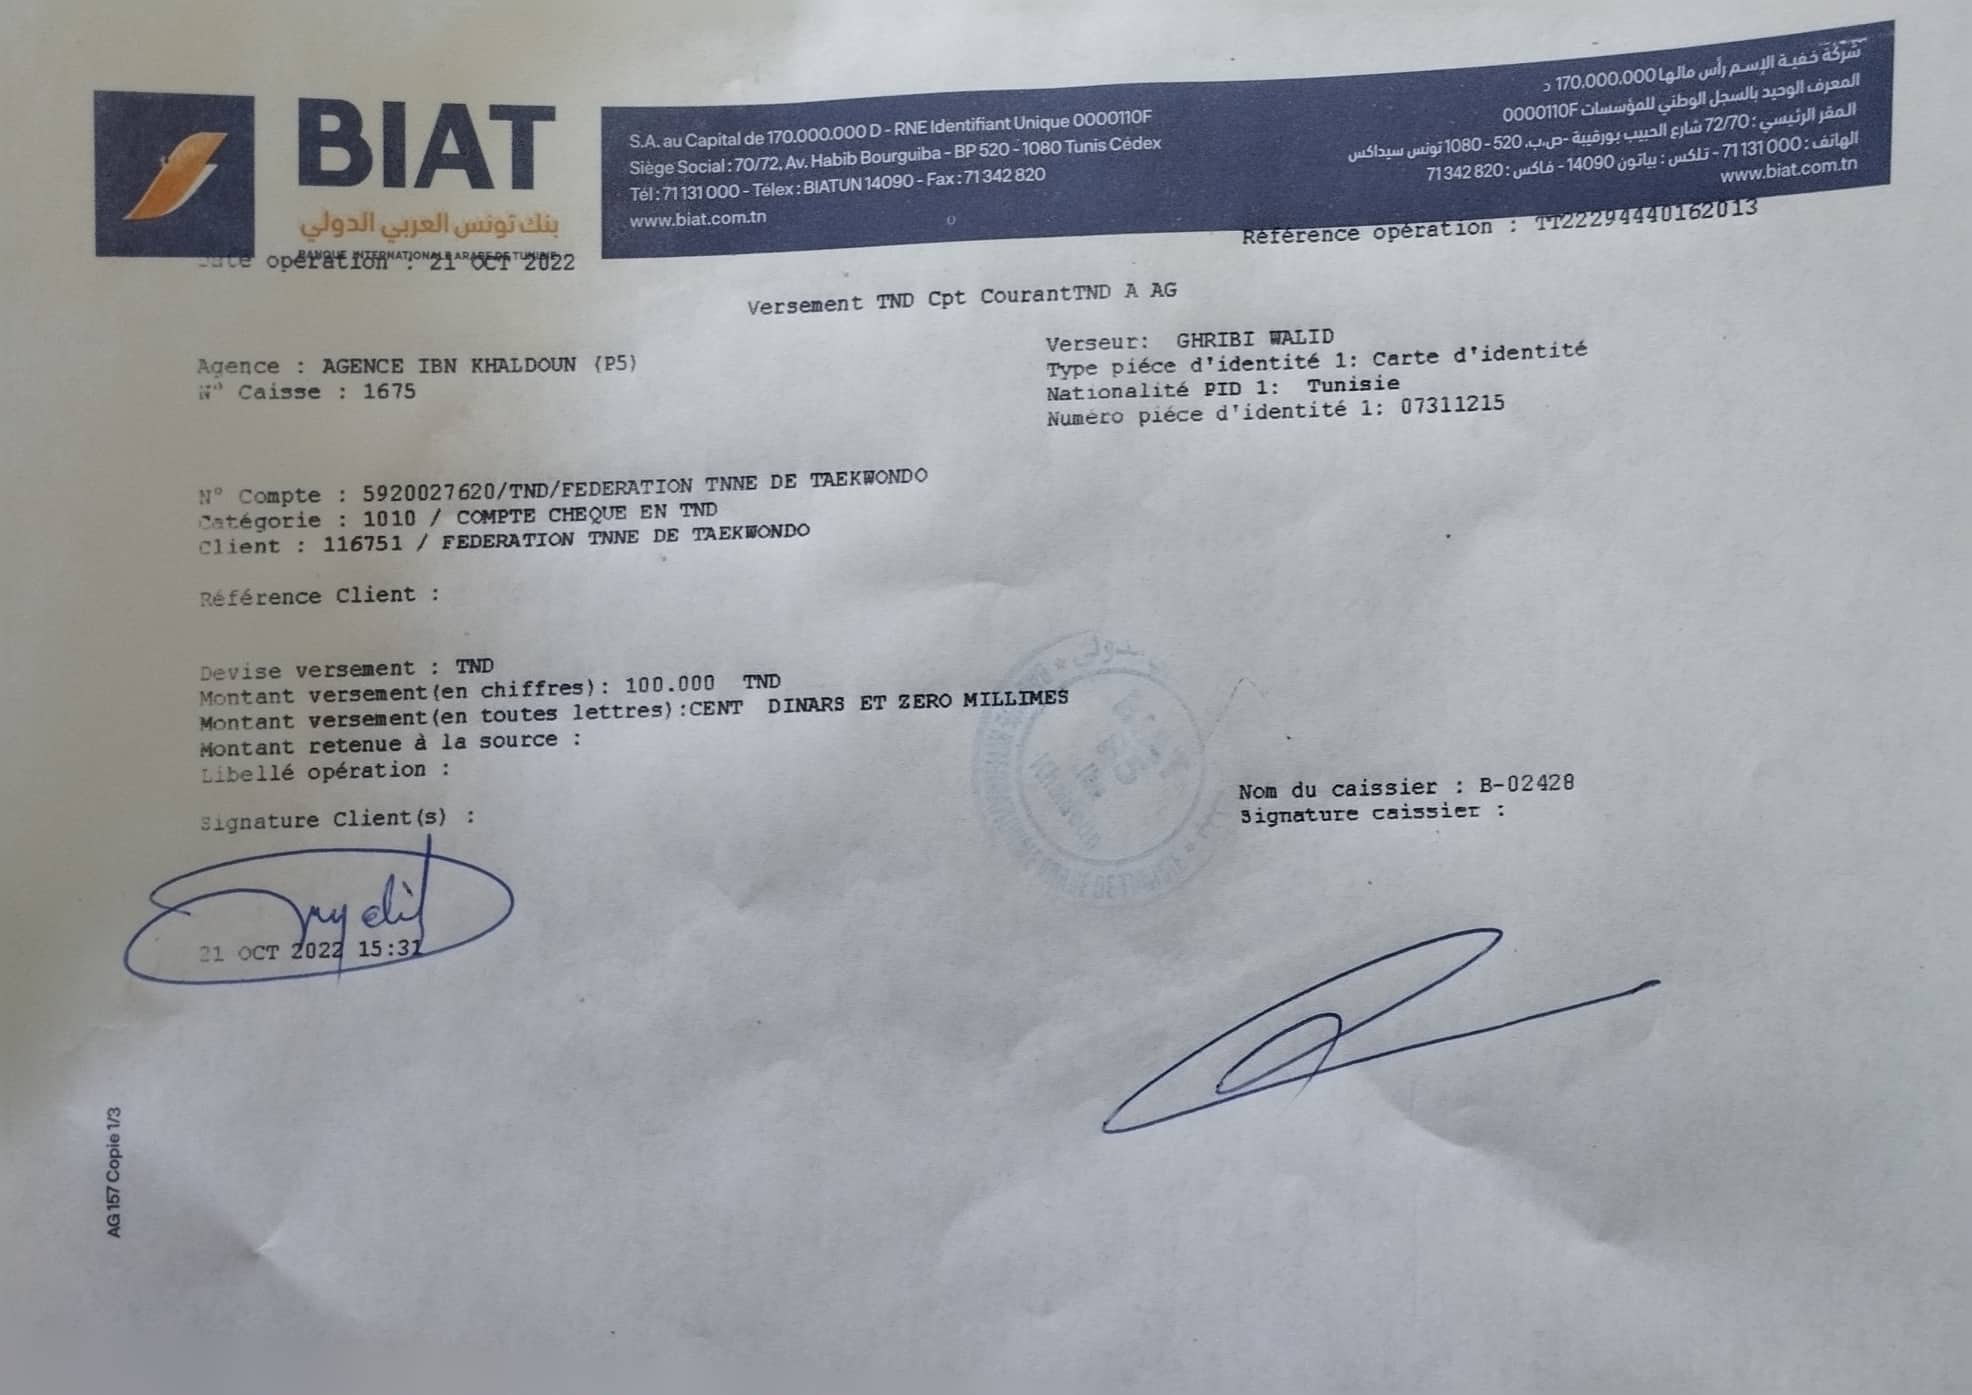 BIAT
بنك تونس العربي الدولي
BANQUE INTERNATIONALE ARABE DE TUNISIE
S.A. au Capital de 170.000.000 D - RNE Identifiant Unique 0000110F
Siège Social : 70/72, Av. Habib Bourguiba - BP 520 - 1080 Tunis Cédex
Tél : 71 131 000 - Télex : BIATUN 14090 - Fax : 71 342 820
www.biat.com.tn
شركة خفية الإسم رأس مالها 170.000.000 د
المعرف الوحيد بالسجل الوطني للمؤسسات 0000110F
المقر الرئيسي : 72/70 شارع الحبيب بورقيبة -ص.ب. 520 - 1080 تونس سيداكس
الهاتف : 000 131 71 - تلكس : بياتون 14090 - فاكس : 820 342 71
www.biat.com.tn
Date opération : 21 OCT 2022
Référence opération : TT22294440162013
Versement TND Cpt CourantTND A AG
Agence : AGENCE IBN KHALDOUN (P5)
N° Caisse : 1675
Verseur: GHRIBI WALID
Type piéce d'identité 1: Carte d'identité
Nationalité PID 1: Tunisie
Numéro piéce d'identité 1: 07311215
N° Compte : 5920027620/TND/FEDERATION TNNE DE TAEKWONDO
Catégorie : 1010 / COMPTE CHEQUE EN TND
Client : 116751 / FEDERATION TNNE DE TAEKWONDO
Référence Client :
Devise versement : TND
Montant versement(en chiffres): 100.000 TND
Montant versement(en toutes lettres):CENT DINARS ET ZERO MILLIMES
Montant retenue à la source :
Libellé opération :
Nom du caissier : B-02428
Signature caissier :
Signature Client(s) :
21 OCT 2022 15:31
AG 157 Copie 1/3